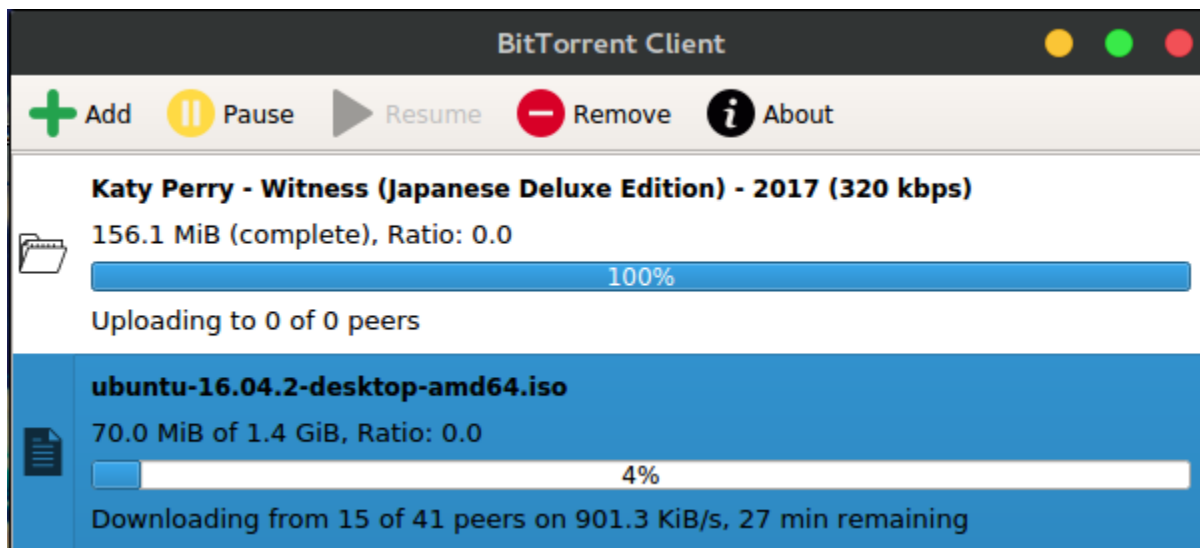 BitTorrent Client
Add Pause Resume Remove About
Katy Perry - Witness (Japanese Deluxe Edition) - 2017 (320 kbps)
156.1 MiB (complete), Ratio: 0.0
100%
Uploading to 0 of 0 peers
ubuntu-16.04.2-desktop-amd64.iso
70.0 MiB of 1.4 GiB, Ratio: 0.0
4%
Downloading from 15 of 41 peers on 901.3 KiB/s, 27 min remaining